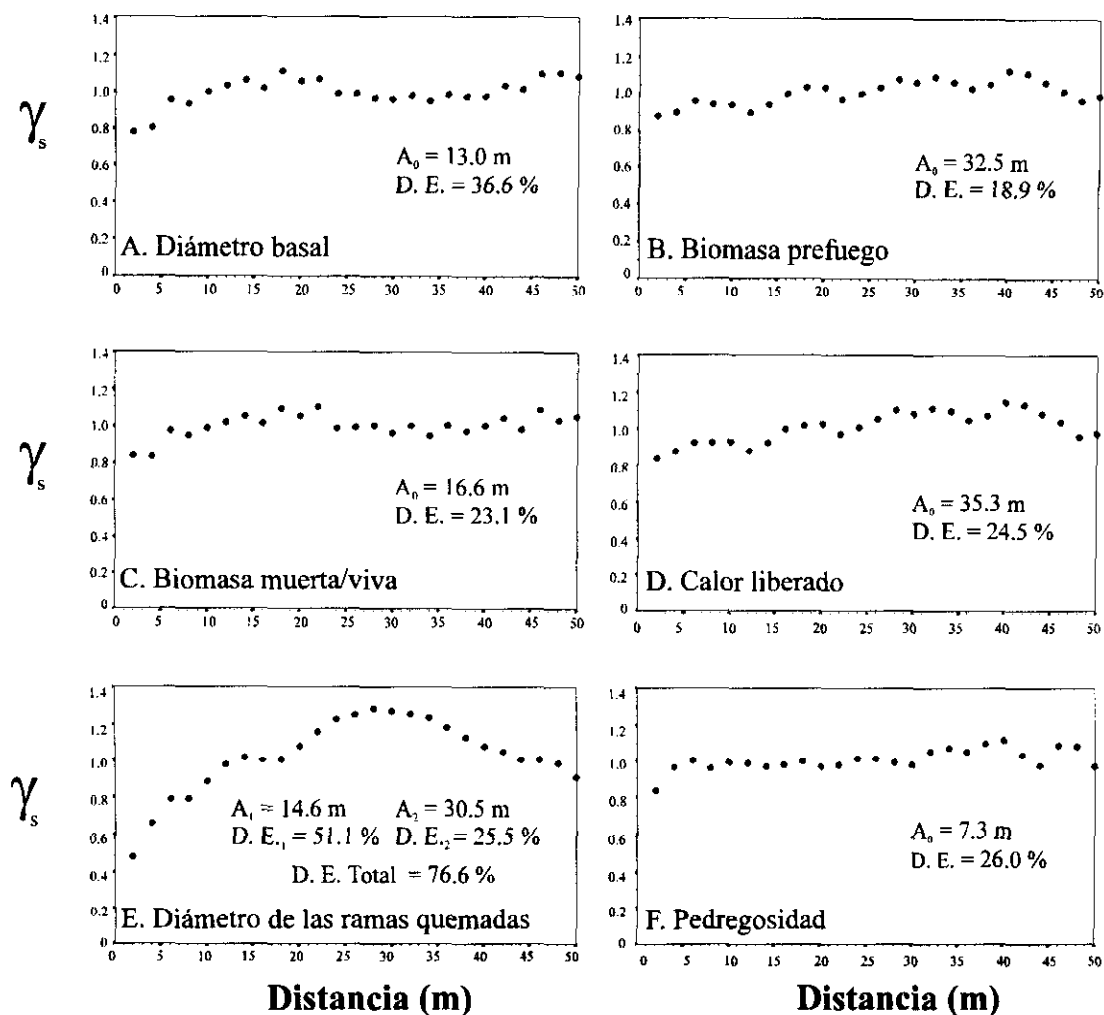 γs
1.4
1.2
1.0
0.8
0.6
0.4
0.2
0
A₀ = 13.0 m
D. E. = 36.6 %
A. Diámetro basal
0 5 10 15 20 25 30 35 40 45 50
1.4
1.2
1.0
0.8
0.6
0.4
0.2
0
A₀ = 32.5 m
D. E. = 18.9 %
B. Biomasa prefuego
0 5 10 15 20 25 30 35 40 45 50
γs
1.4
1.2
1.0
0.8
0.6
0.4
0.2
0
A₀ = 16.6 m
D. E. = 23.1 %
C. Biomasa muerta/viva
0 5 10 15 20 25 30 35 40 45 50
1.4
1.2
1.0
0.8
0.6
0.4
0.2
0
A₀ = 35.3 m
D. E. = 24.5 %
D. Calor liberado
0 5 10 15 20 25 30 35 40 45 50
γs
1.4
1.2
1.0
0.8
0.6
0.4
0.2
0
A₁ = 14.6 m A₂ = 30.5 m
D. E.₁ = 51.1 % D. E.₂ = 25.5 %
D. E. Total = 76.6 %
E. Diámetro de las ramas quemadas
0 5 10 15 20 25 30 35 40 45 50
Distancia (m)
1.4
1.2
1.0
0.8
0.6
0.4
0.2
0
A₀ = 7.3 m
D. E. = 26.0 %
F. Pedregosidad
0 5 10 15 20 25 30 35 40 45 50
Distancia (m)